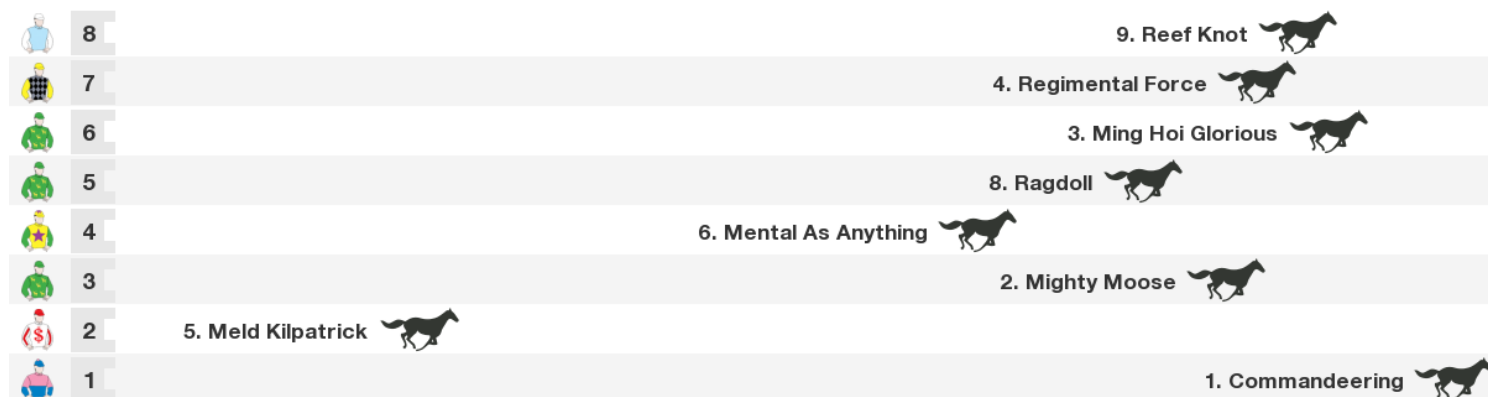 8 9. Reef Knot
7 4. Regimental Force
6 3. Ming Hoi Glorious
5 8. Ragdoll
4 6. Mental As Anything
3 2. Mighty Moose
$ 2 5. Meld Kilpatrick
1 1. Commandeering